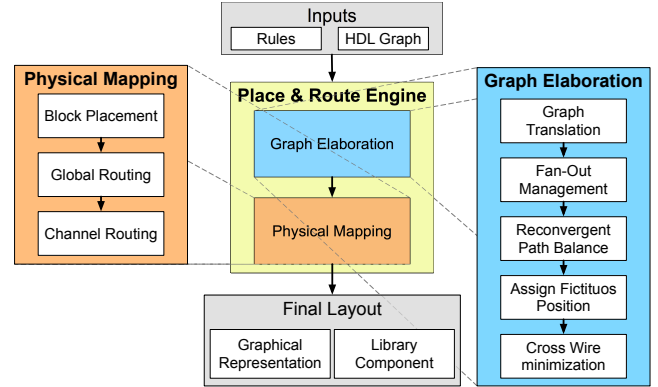 Inputs
Rules
HDL Graph
Physical Mapping
Block Placement
Global Routing
Channel Routing
Place & Route Engine
Graph Elaboration
Physical Mapping
Graph Elaboration
Graph
Translation
Fan-Out
Management
Reconvergent
Path Balance
Assign Fictituos
Position
Cross Wire
minimization
Final Layout
Graphical
Representation
Library
Component